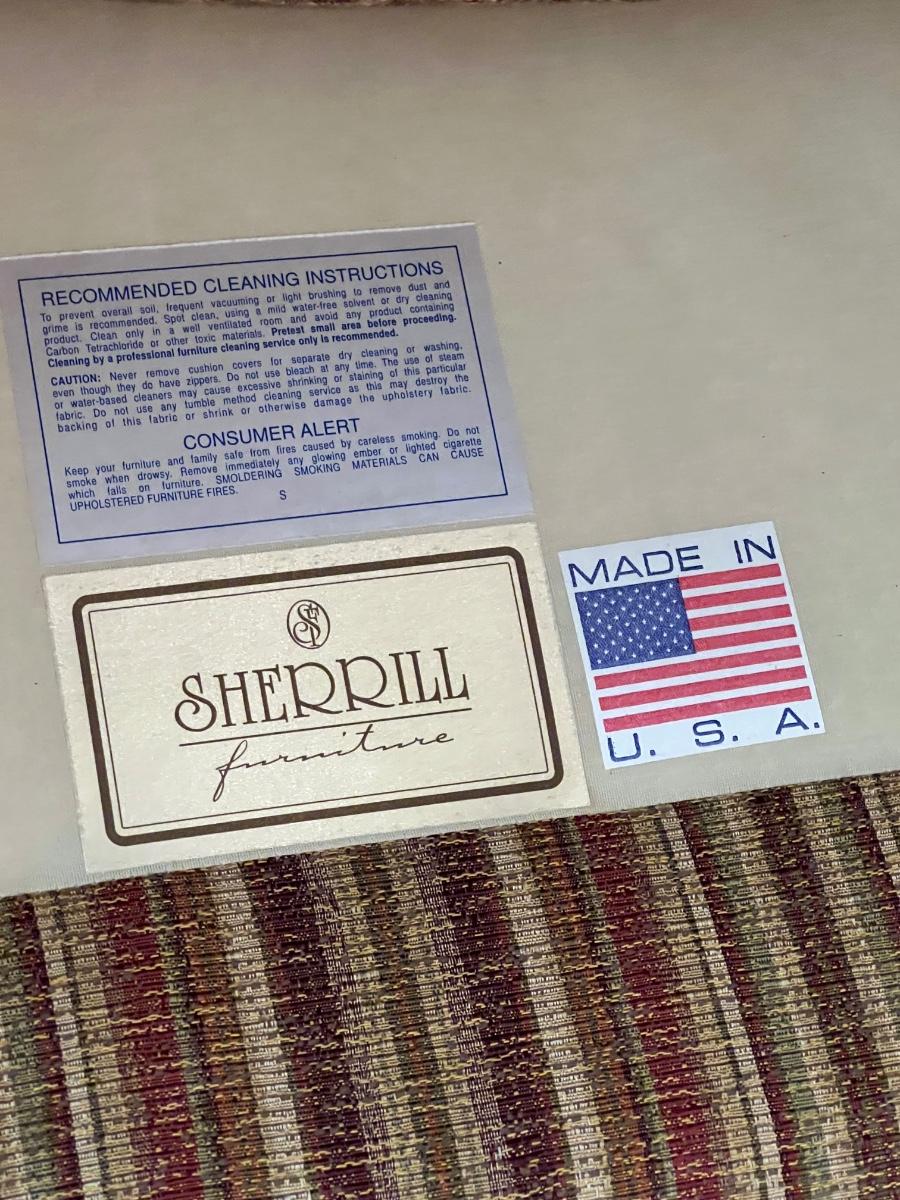 RECOMMENDED CLEANING INSTRUCTIONS
To prevent overall soil, frequent vacuuming or light brushing to remove dust and
grime is recommended. Spot clean, using a mild water-free solvent or dry cleaning
product. Clean only in a well ventilated room and avoid any product containing
Carbon Tetrachloride or other toxic materials. Pretest small area before proceeding.
Cleaning by a professional furniture cleaning service only is recommended.
CAUTION: Never remove cushion covers for separate dry cleaning or washing,
even though they do have zippers. Do not use bleach at any time. The use of steam
or water-based cleaners may cause excessive shrinking or staining of this particular
fabric. Do not use any tumble method cleaning service as this may destroy the
backing of this fabric or shrink or otherwise damage the upholstery fabric.
CONSUMER ALERT
Keep your furniture and family safe from fires caused by careless smoking. Do not
smoke when drowsy. Remove immediately any glowing ember or lighted cigarette
which falls on furniture. SMOLDERING SMOKING MATERIALS CAN CAUSE
UPHOLSTERED FURNITURE FIRES. S
SHERRILL
furniture
MADE IN
U. S. A.